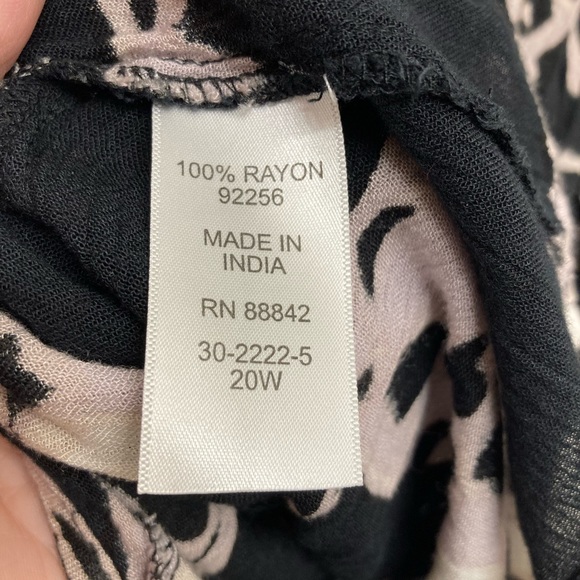 100% RAYON
92256
MADE IN
INDIA
RN 88842
30-2222-5
20W